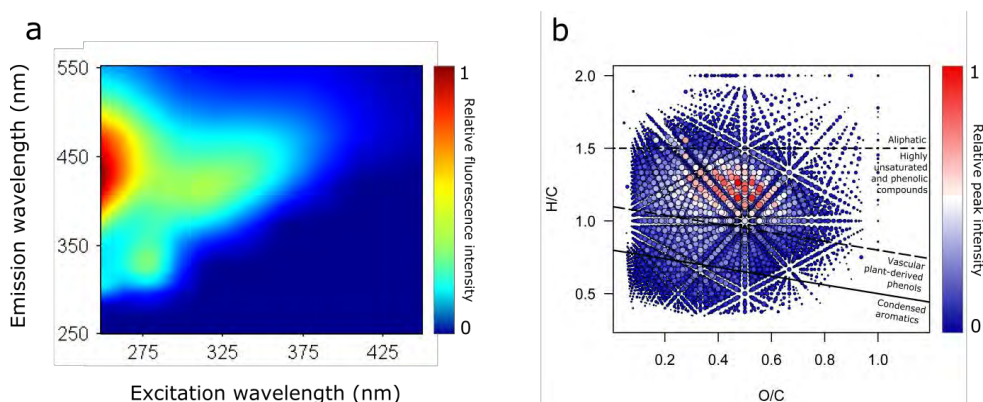 a
Emission wavelength (nm)
550
450
350
250
275
325
375
425
Excitation wavelength (nm)
1
Relative fluorescence
intensity
0
b
H/C
2.0
1.5
1.0
0.5
0.2
0.4
0.6
0.8
1.0
O/C
Aliphatic
Highly
unsaturated
and phenolic
compounds
Vascular
plant-derived
phenols
Condensed
aromatics
1
Relative peak intensity
0